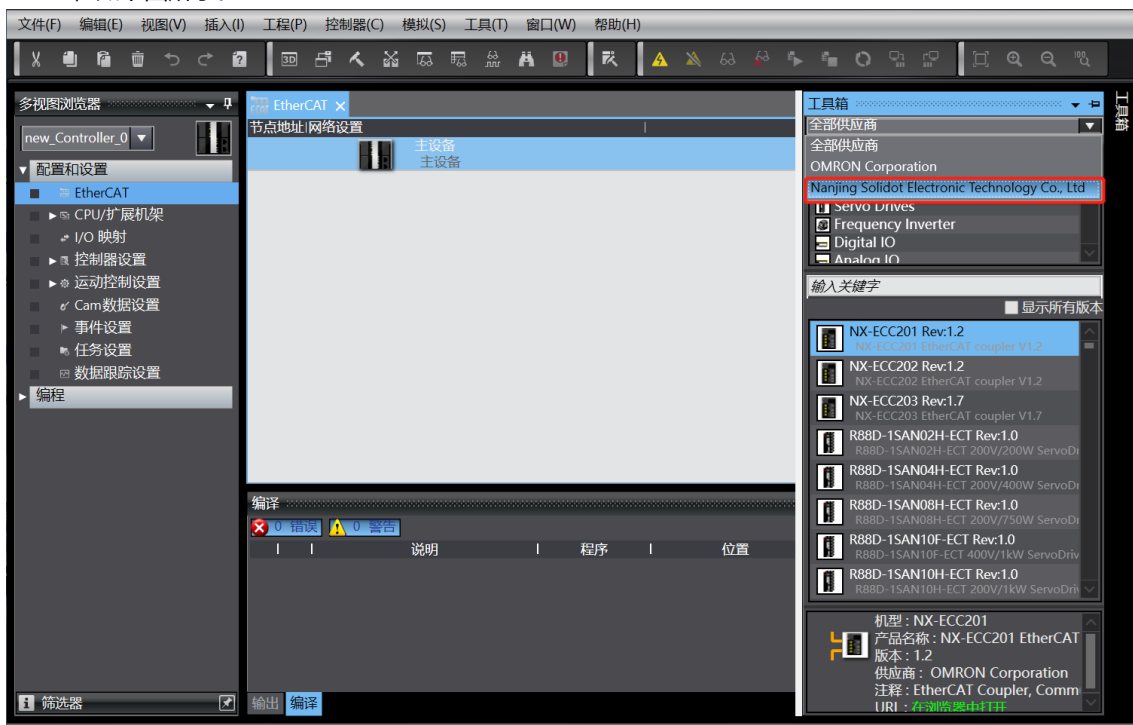 文件(F) 编辑(E) 视图(V) 插入(I) 工程(P) 控制器(C) 模拟(S) 工具(T) 窗口(W) 帮助(H)
多视图浏览器
new_Controller_0
配置和设置
EtherCAT
CPU/扩展机架
I/O 映射
控制器设置
运动控制设置
Cam数据设置
事件设置
任务设置
数据跟踪设置
编程
筛选器
EtherCAT
节点地址|网络设置
主设备
主设备
编译
0 错误 0 警告
说明 程序 位置
输出 编译
工具箱
全部供应商
全部供应商
OMRON Corporation
Nanjing Solidot Electronic Technology Co., Ltd
Servo Drives
Frequency Inverter
Digital IO
Analog IO
输入关键字
显示所有版本
NX-ECC201 Rev:1.2
NX-ECC201 EtherCAT coupler V1.2
NX-ECC202 Rev:1.2
NX-ECC202 EtherCAT coupler V1.2
NX-ECC203 Rev:1.7
NX-ECC203 EtherCAT coupler V1.7
R88D-1SAN02H-ECT Rev:1.0
R88D-1SAN02H-ECT 200V/200W ServoDri
R88D-1SAN04H-ECT Rev:1.0
R88D-1SAN04H-ECT 200V/400W ServoDri
R88D-1SAN08H-ECT Rev:1.0
R88D-1SAN08H-ECT 200V/750W ServoDri
R88D-1SAN10F-ECT Rev:1.0
R88D-1SAN10F-ECT 400V/1kW ServoDriv
R88D-1SAN10H-ECT Rev:1.0
R88D-1SAN10H-ECT 200V/1kW ServoDriv
机型 : NX-ECC201
产品名称 : NX-ECC201 EtherCAT
版本 : 1.2
供应商 : OMRON Corporation
注释 : EtherCAT Coupler, Comm
URL : 在浏览器中打开
工具箱